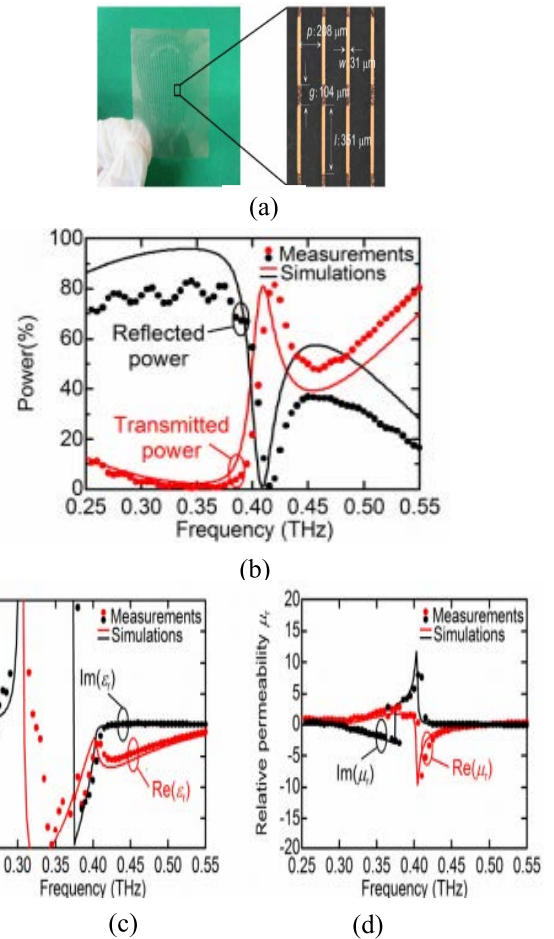 (a)
p:208 μm
w:31 μm
g:104 μm
l:351 μm
(b)
Power(%)
100
80
60
40
20
0
Measurements
Simulations
Reflected
power
Transmitted
power
0.25 0.30 0.35 0.40 0.45 0.50 0.55
Frequency (THz)
Measurements
Simulations
Im(εr)
Re(εr)
0.30 0.35 0.40 0.45 0.50 0.55
Frequency (THz)
(c)
Relative permeability μr
20
15
10
5
0
-5
-10
-15
-20
Measurements
Simulations
Im(μr)
Re(μr)
0.25 0.30 0.35 0.40 0.45 0.50 0.55
Frequency (THz)
(d)